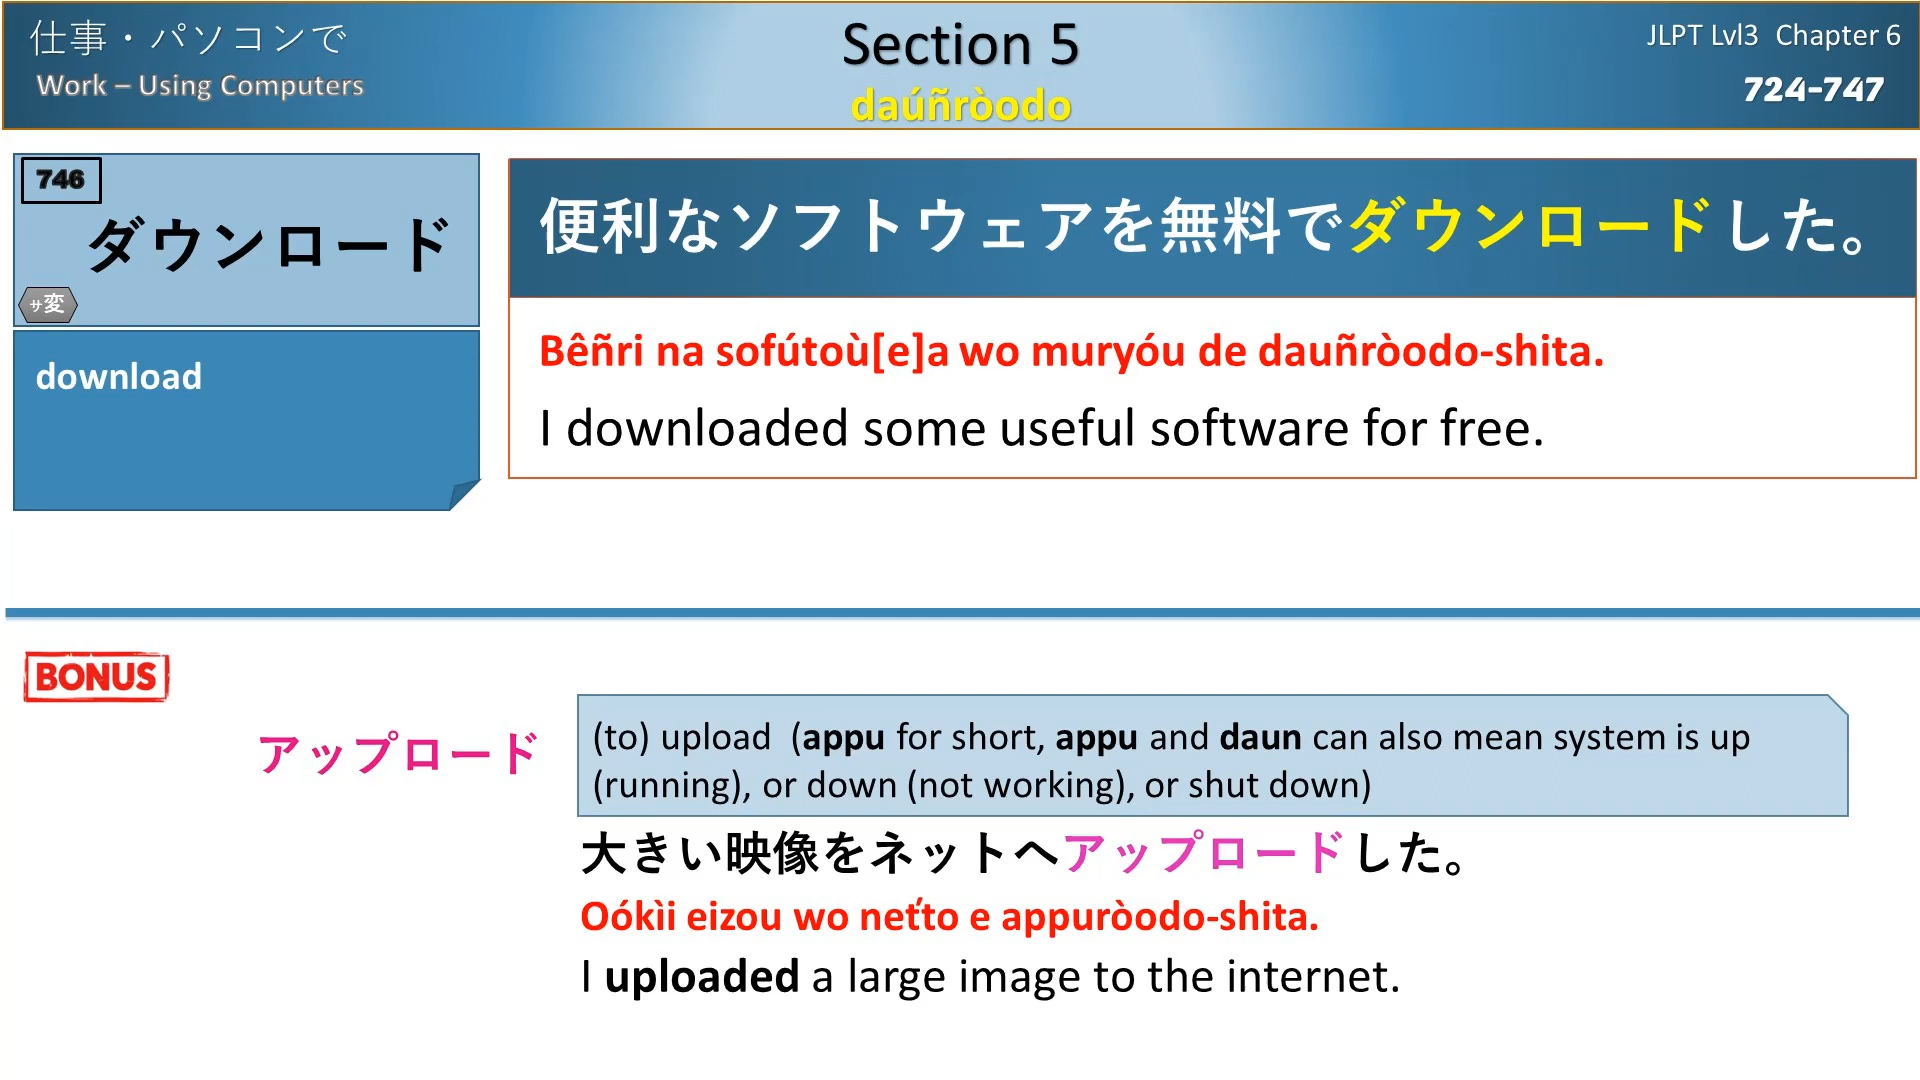 仕事・パソコンで
Work – Using Computers
Section 5
daúñròodo
JLPT Lvl3 Chapter 6
724-747
746
ダウンロード
サ変
download
便利なソフトウェアを無料でダウンロードした。
Bêñri na sofútoù[e]a wo muryóu de dauñròodo-shita.
I downloaded some useful software for free.
BONUS
アップロード
(to) upload (appu for short, appu and daun can also mean system is up
(running), or down (not working), or shut down)
大きい映像をネットへアップロードした。
Oókìi eizou wo neťto e appuròodo-shita.
I uploaded a large image to the internet.